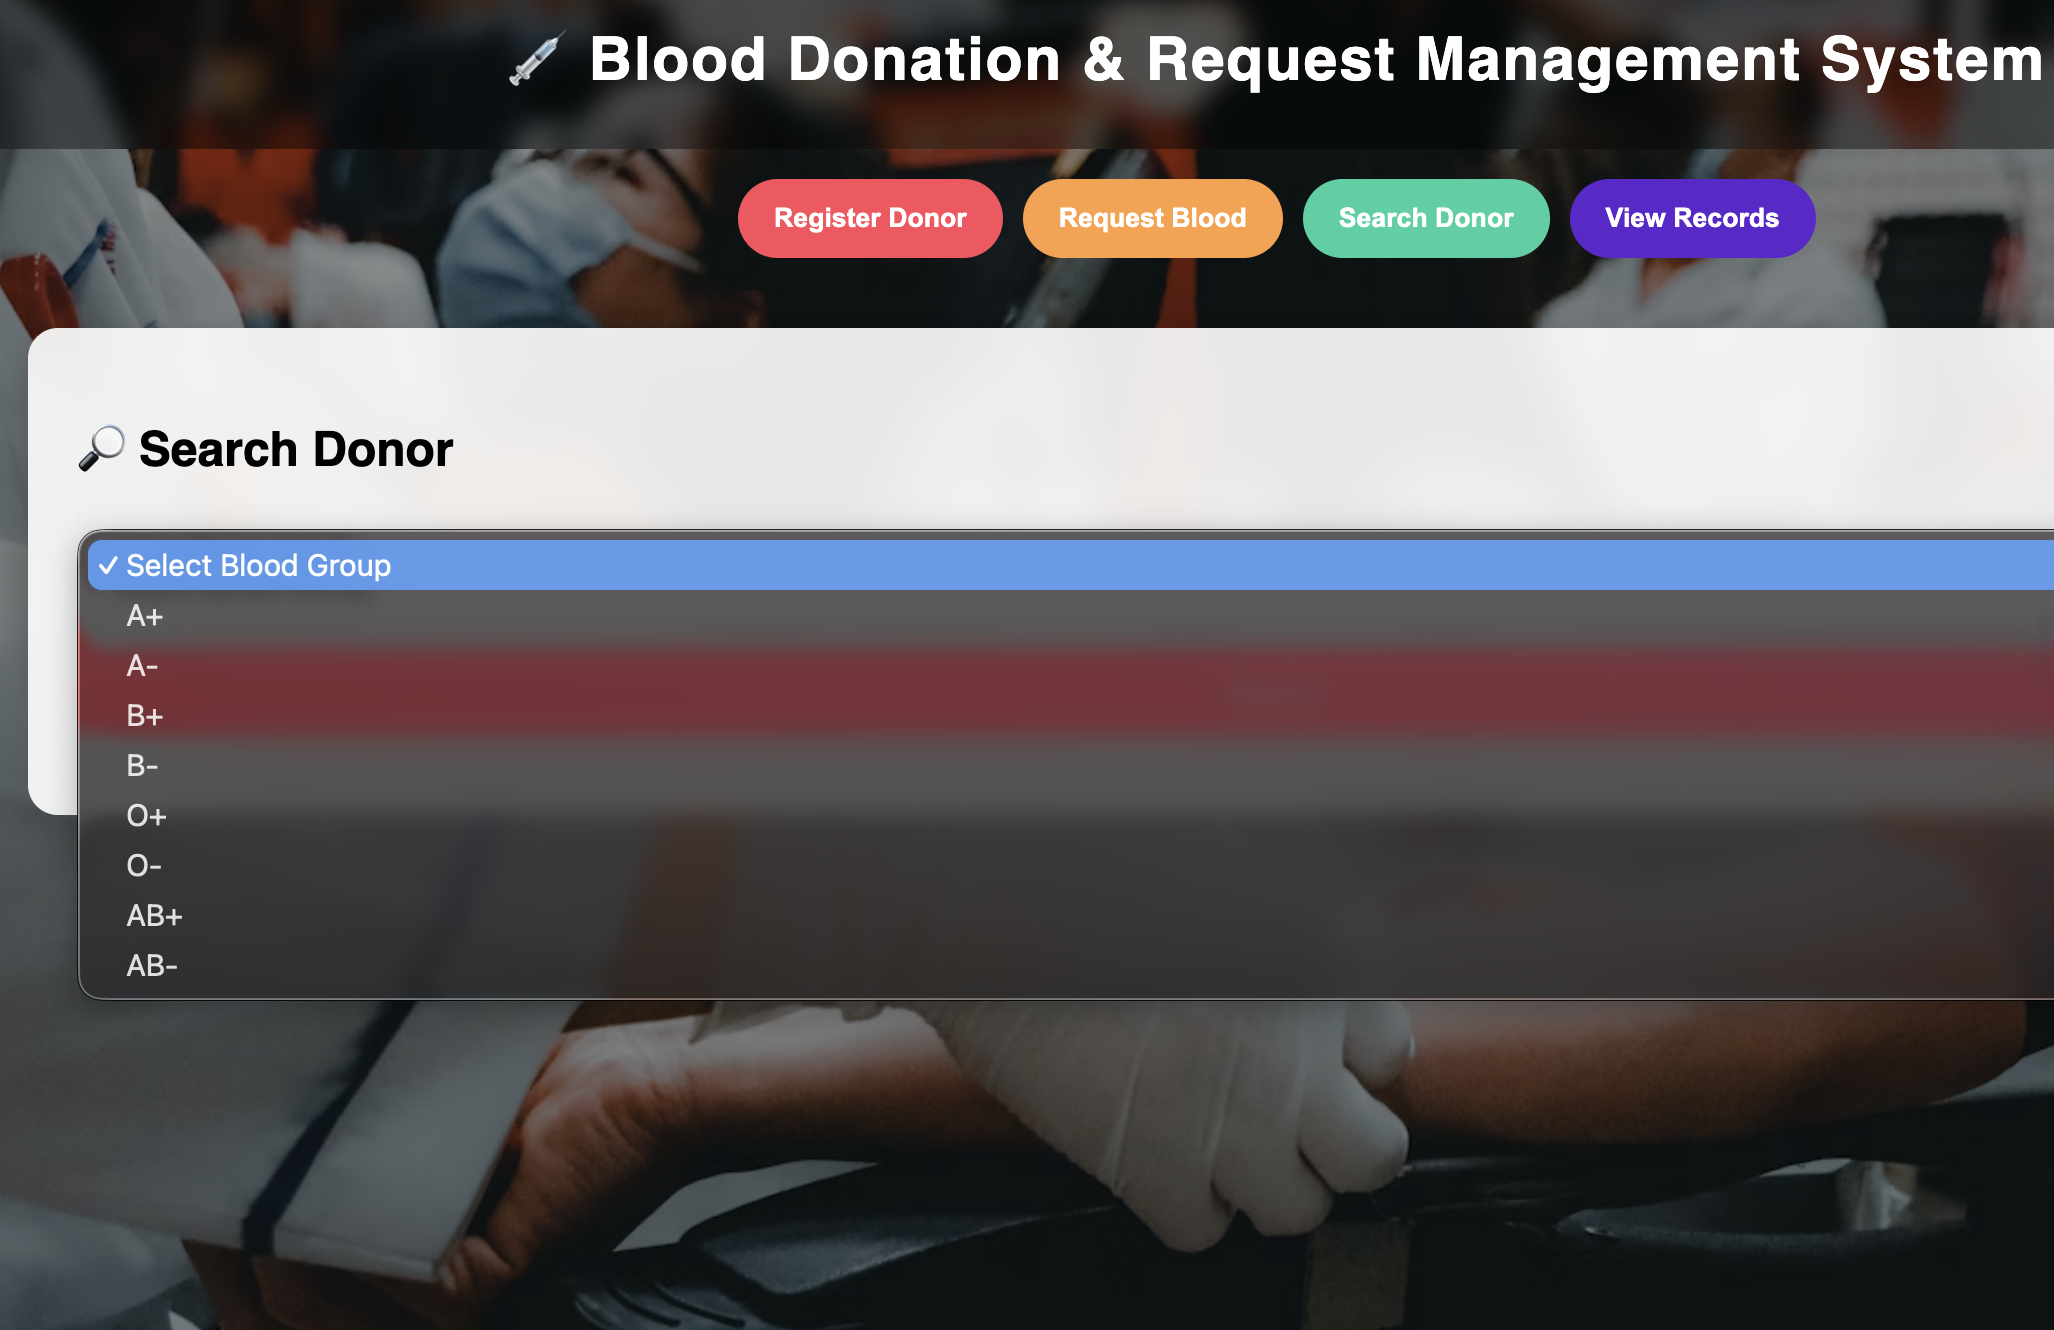 Blood Donation & Request Management System
Register Donor
Request Blood
Search Donor
View Records
Search Donor
✓ Select Blood Group
A+
A-
B+
B-
O+
O-
AB+
AB-